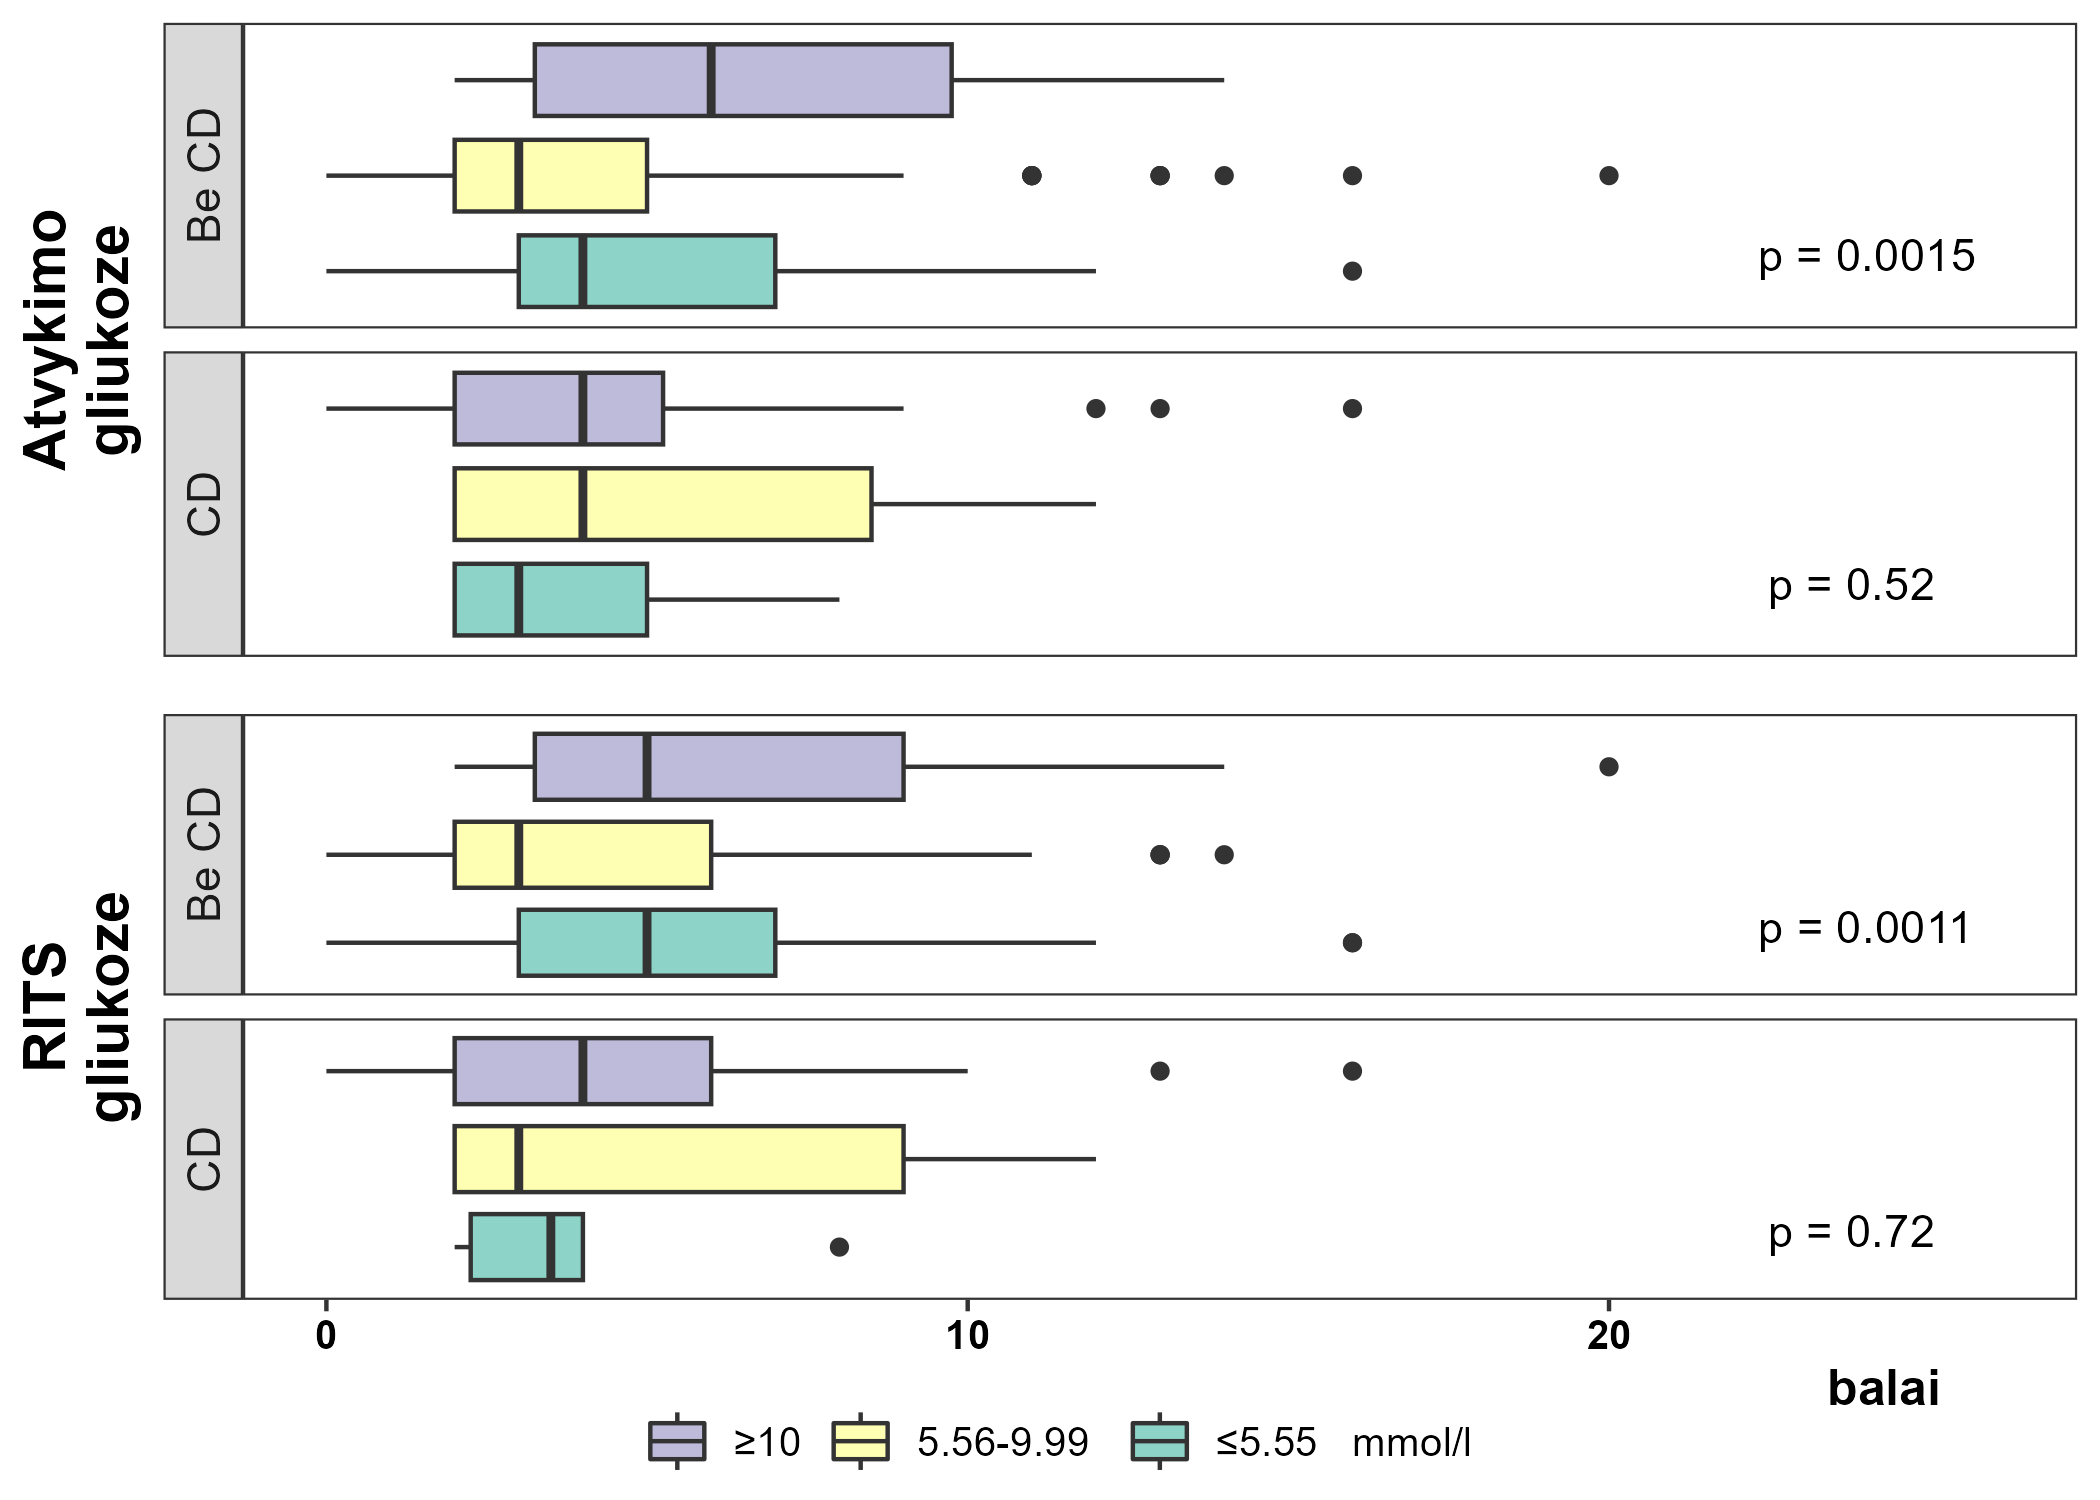 Atvykimo
gliukoze
Be CD
p = 0.0015
CD
p = 0.52
RITS
gliukoze
Be CD
p = 0.0011
CD
p = 0.72
0 10 20
balai
≥10 5.56-9.99 ≤5.55 mmol/l